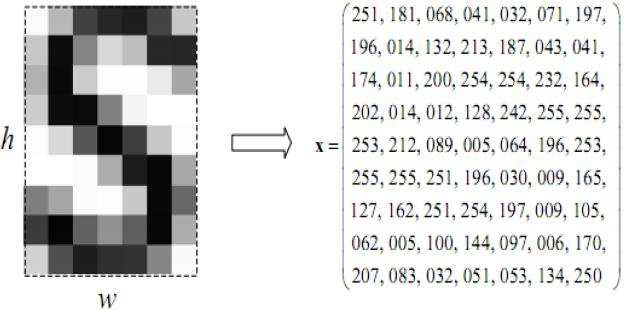 251, 181, 068, 041, 032, 071, 197,
196, 014, 132, 213, 187, 043, 041,
174, 011, 200, 254, 254, 232, 164,
202, 014, 012, 128, 242, 255, 255,
h
x = 253, 212, 089, 005, 064, 196, 253,
255, 255, 251, 196, 030, 009, 165,
127, 162, 251, 254, 197, 009, 105,
062, 005, 100, 144, 097, 006, 170,
207, 083, 032, 051, 053, 134, 250
w